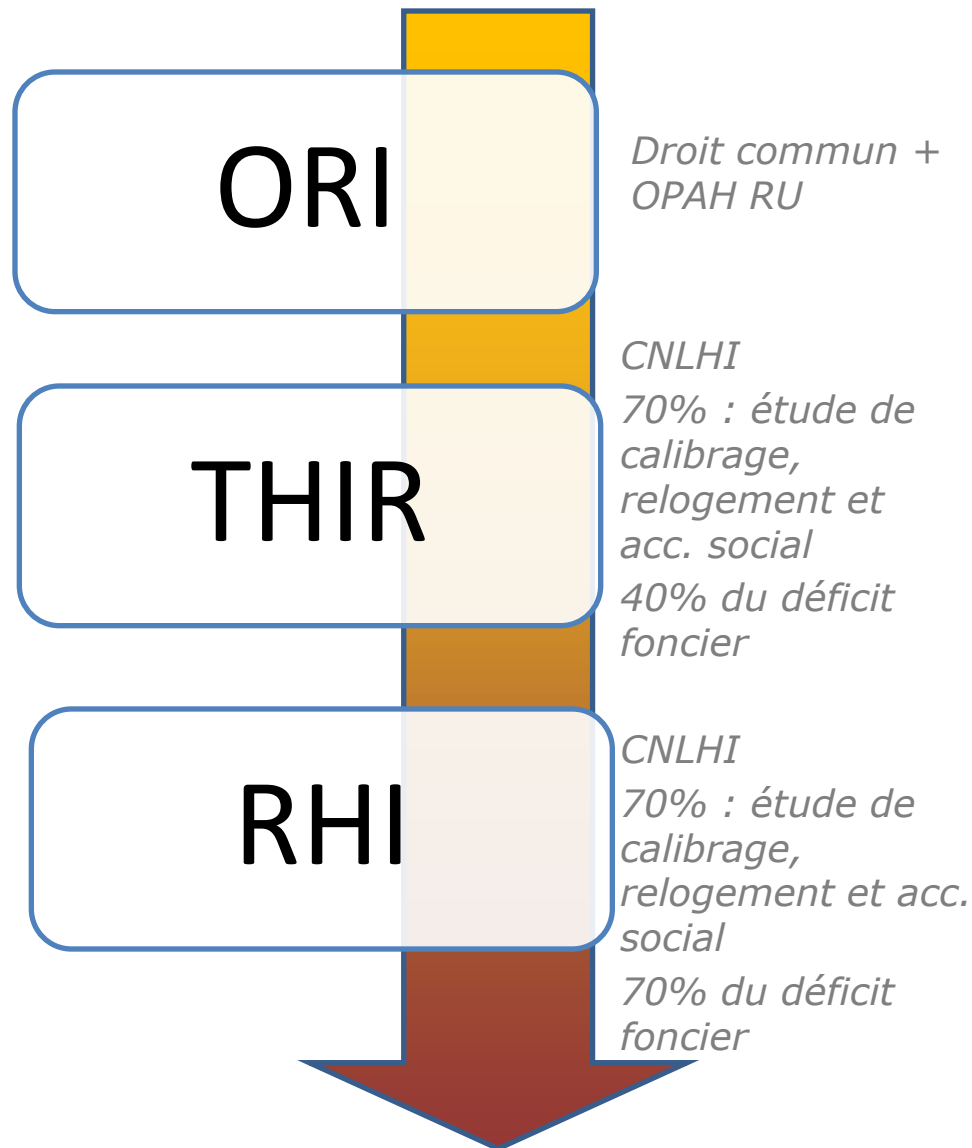 ORI
Droit commun +
OPAH RU
THIR
CNLHI
70% : étude de
calibrage,
relogement et
acc. social
40% du déficit
foncier
RHI
CNLHI
70% : étude de
calibrage,
relogement et acc.
social
70% du déficit
foncier